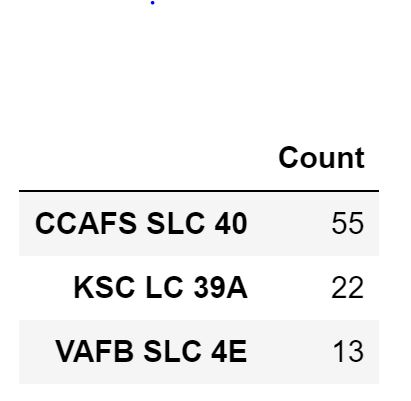 Count
CCAFS SLC 40 55
KSC LC 39A 22
VAFB SLC 4E 13